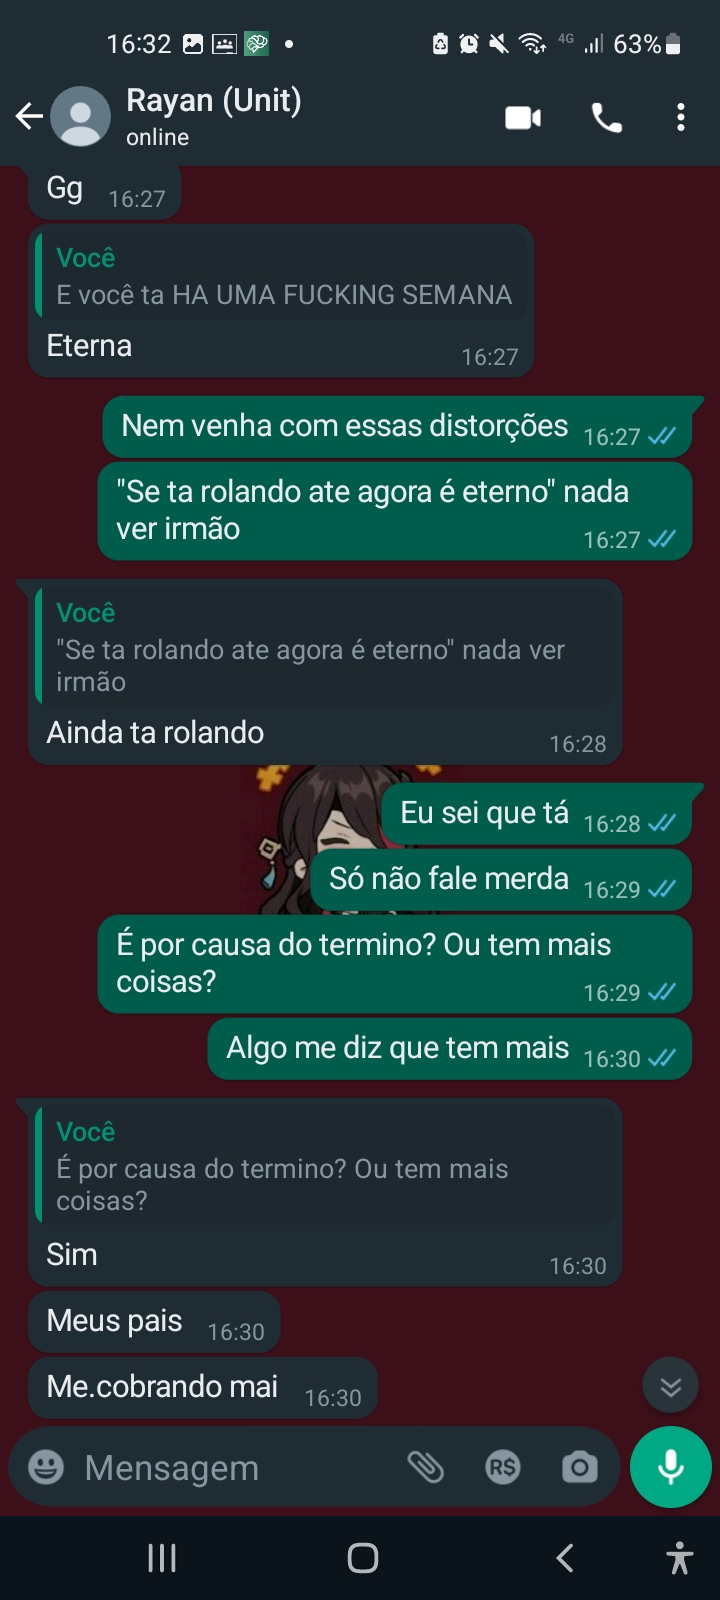 16:32
4G
63%
Rayan (Unit)
online
Gg 16:27
Você
E você ta HA UMA FUCKING SEMANA
Eterna
16:27
Nem venha com essas distorções 16:27
"Se ta rolando ate agora é eterno" nada
ver irmão
16:27
Você
"Se ta rolando ate agora é eterno" nada ver
irmão
Ainda ta rolando
16:28
Eu sei que tá 16:28
Só não fale merda 16:29
É por causa do termino? Ou tem mais
coisas?
16:29
Algo me diz que tem mais 16:30
Você
É por causa do termino? Ou tem mais
coisas?
Sim
16:30
Meus pais 16:30
Me.cobrando mai 16:30
Mensagem
R$